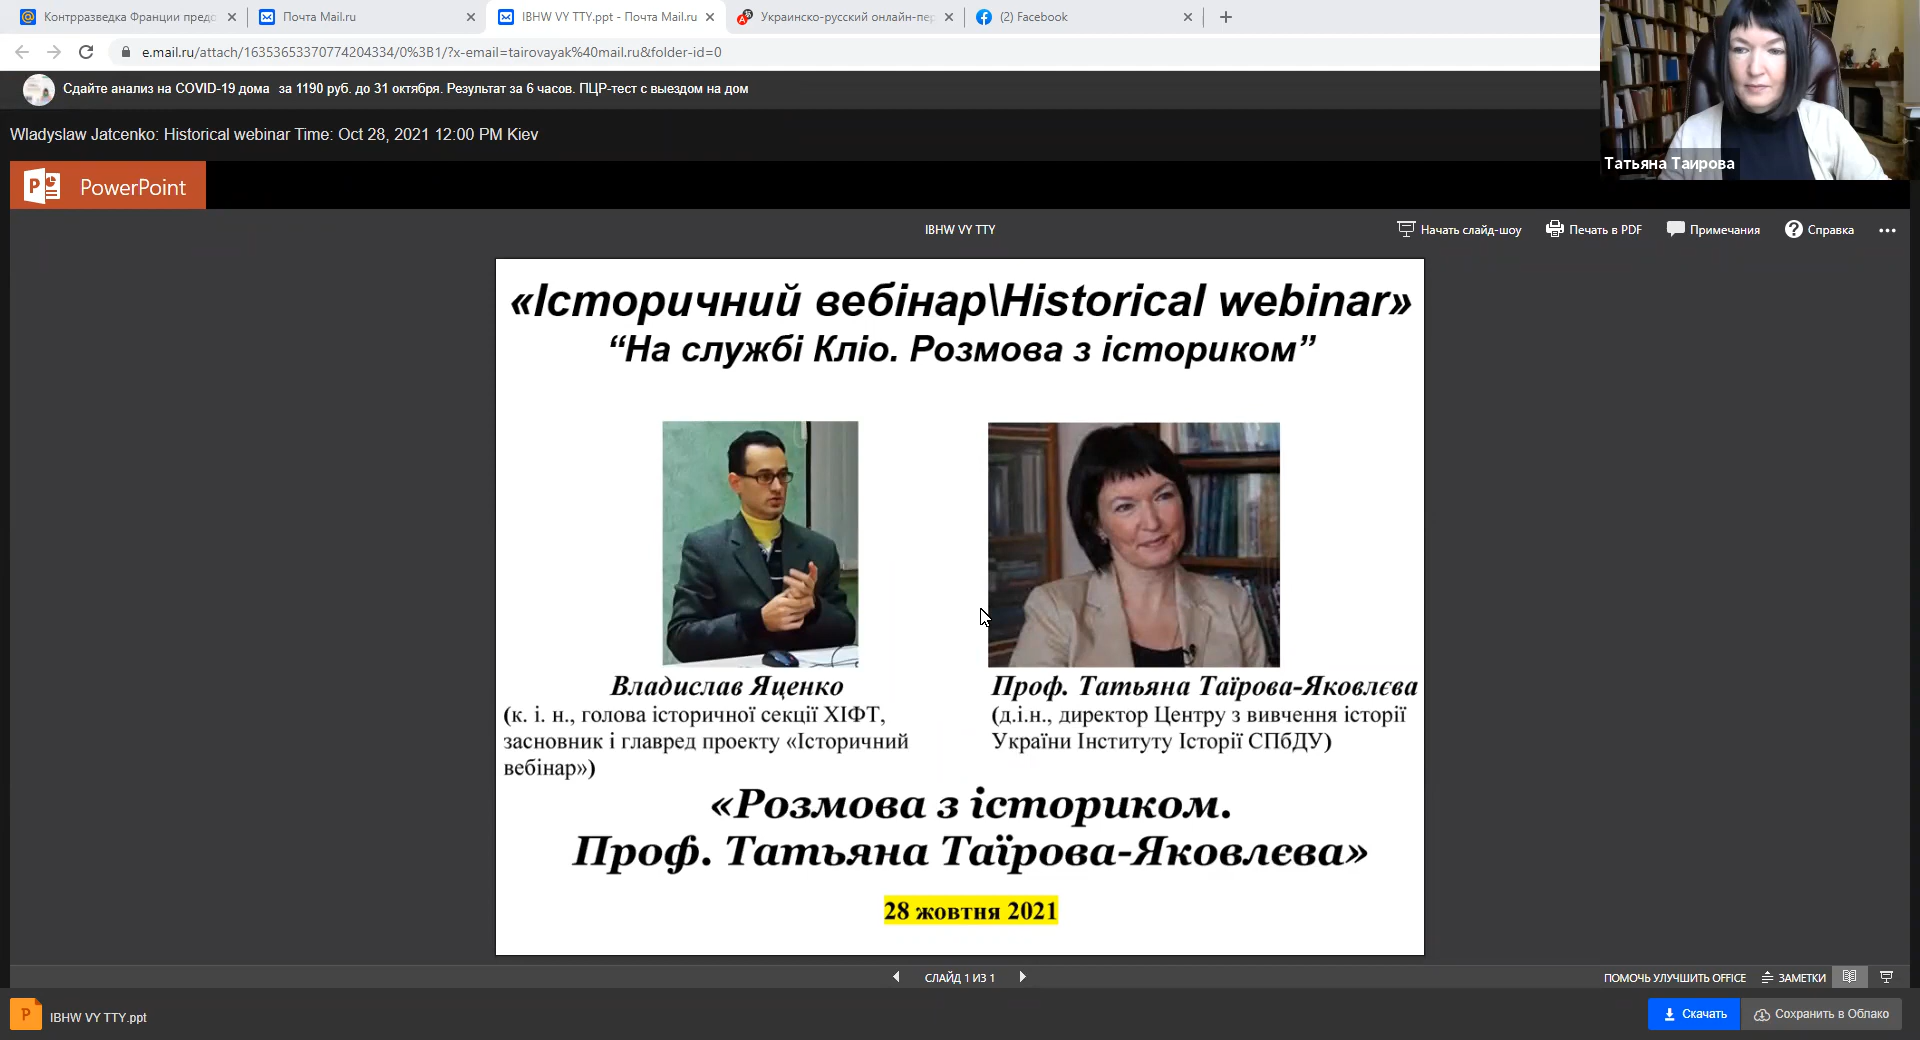 Контрразведка Франции предс
Почта Mail.ru
IBHW VY TTY.ppt - Почта Mail.ru
Украинско-русский онлайн-пер
(2) Facebook
e.mail.ru/attach/16353653370774204334/0%3B1/?x-email=tairovayak%40mail.ru&folder-id=0
Сдайте анализ на COVID-19 дома за 1190 руб. до 31 октября. Результат за 6 часов. ПЦР-тест с выездом на дом
Wladyslaw Jatcenko: Historical webinar Time: Oct 28, 2021 12:00 PM Kiev
Татьяна Таирова
PowerPoint
IBHW VY TTY
Начать слайд-шоу
Печать в PDF
Примечания
Справка
«Історичний вебінар\Historical webinar»
“На службі Кліо. Розмова з істориком”
Владислав Яценко
(к. і. н., голова історичної секції ХІФТ,
засновник і главред проекту «Історичний
вебінар»)
Проф. Татьяна Таїрова-Яковлєва
(д.і.н., директор Центру з вивчення історії
України Інституту Історії СПбДУ)
«Розмова з істориком.
Проф. Татьяна Таїрова-Яковлєва»
28 жовтня 2021
СЛАЙД 1 ИЗ 1
ПОМОЧЬ УЛУЧШИТЬ OFFICE
ЗАМЕТКИ
IBHW VY TTY.ppt
Скачать
Сохранить в Облако